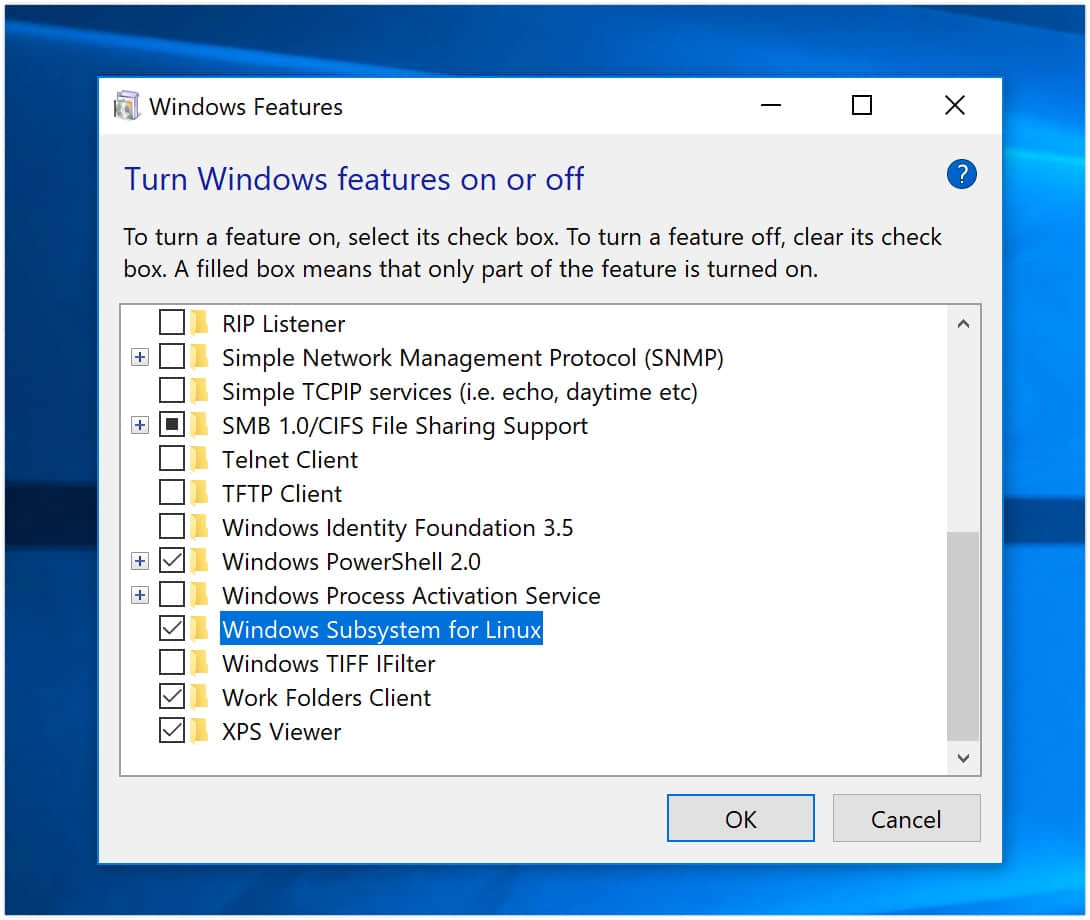 Windows Features
Turn Windows features on or off
?
To turn a feature on, select its check box. To turn a feature off, clear its check
box. A filled box means that only part of the feature is turned on.
RIP Listener
Simple Network Management Protocol (SNMP)
Simple TCPIP services (i.e. echo, daytime etc)
SMB 1.0/CIFS File Sharing Support
Telnet Client
TFTP Client
Windows Identity Foundation 3.5
Windows PowerShell 2.0
Windows Process Activation Service
Windows Subsystem for Linux
Windows TIFF IFilter
Work Folders Client
XPS Viewer
OK Cancel